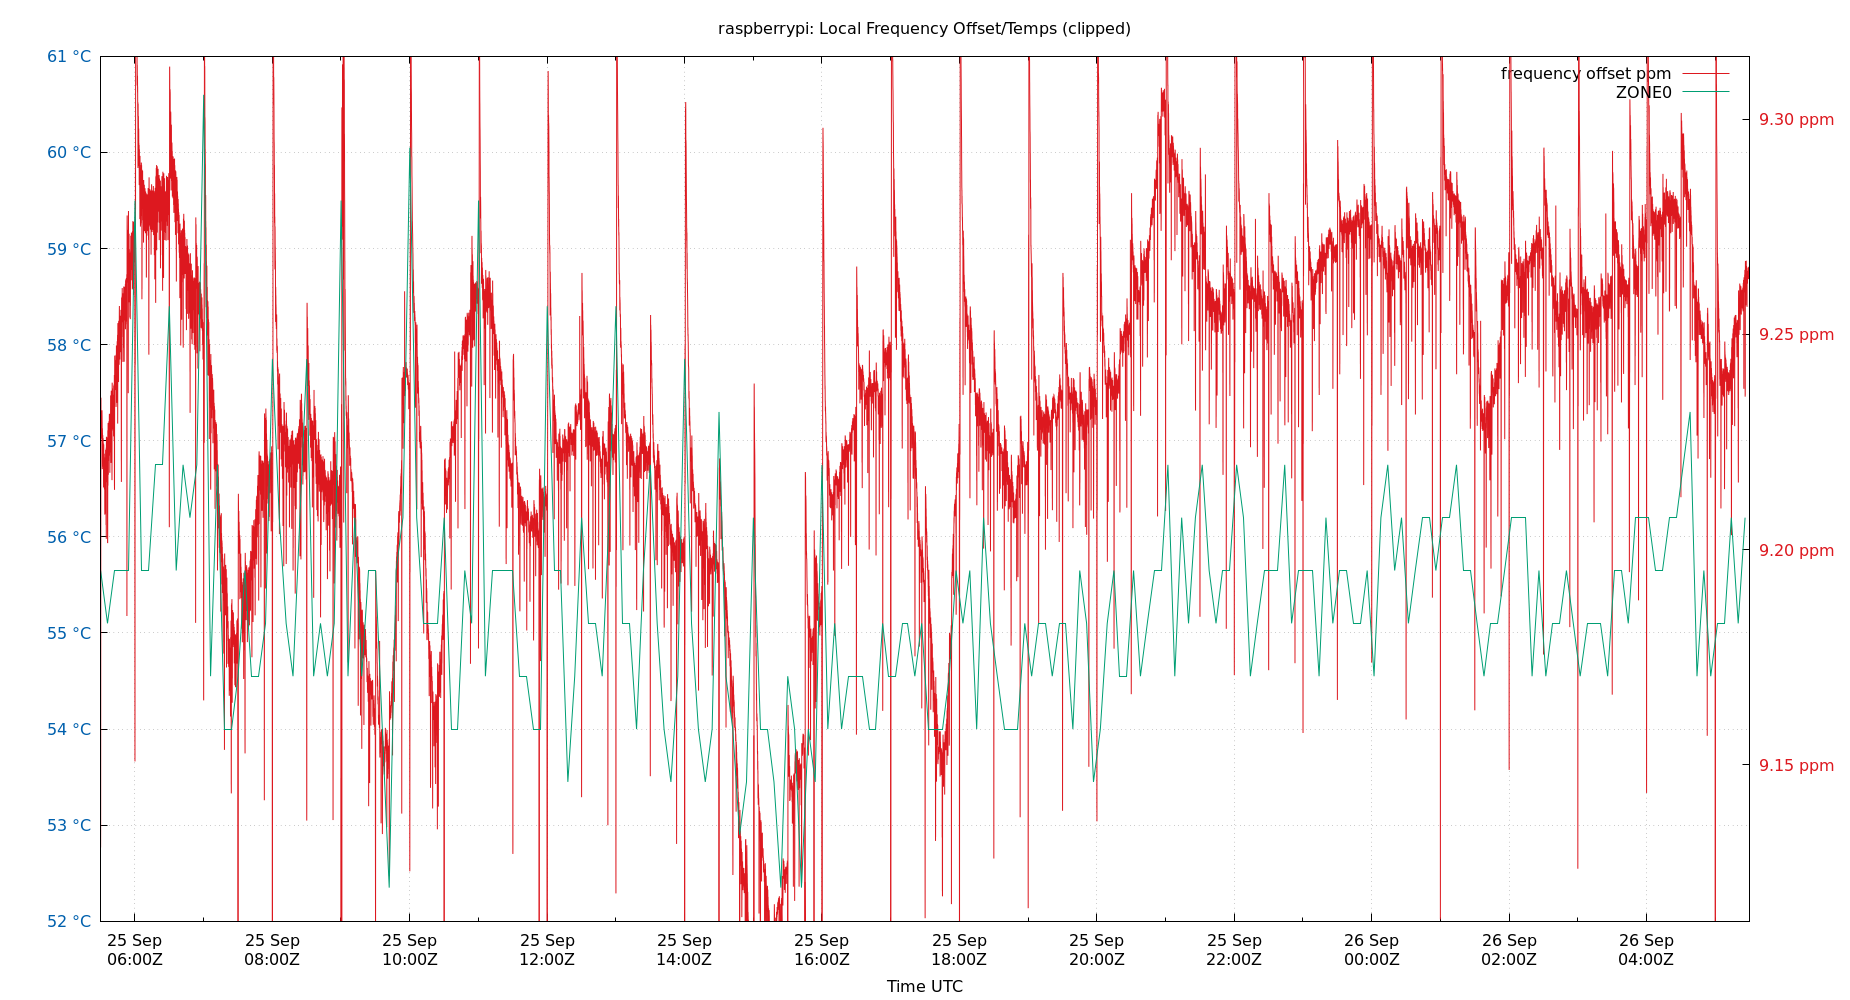 raspberrypi: Local Frequency Offset/Temps (clipped)
61 °C
60 °C
59 °C
58 °C
57 °C
56 °C
55 °C
54 °C
53 °C
52 °C
frequency offset ppm
ZONE0
9.30 ppm
9.25 ppm
9.20 ppm
9.15 ppm
25 Sep 25 Sep 25 Sep 25 Sep 25 Sep 25 Sep 25 Sep 25 Sep 25 Sep 26 Sep 26 Sep 26 Sep
06:00Z 08:00Z 10:00Z 12:00Z 14:00Z 16:00Z 18:00Z 20:00Z 22:00Z 00:00Z 02:00Z 04:00Z
Time UTC